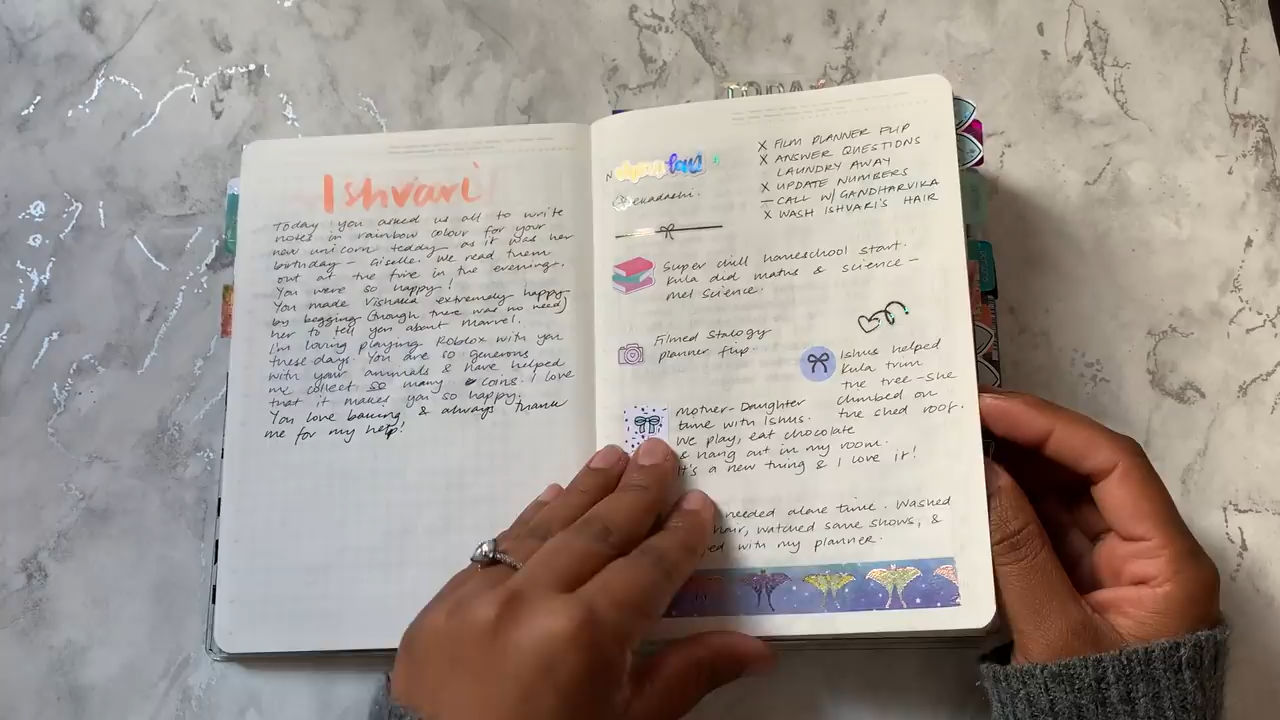 TODAY
Ishvari
Today you asked us all to write
notes in rainbow colour for your
new unicorn teddy as it was her
birthday - Giselle. We read them
out at the fire in the evening.
You were so happy!
You made Vishaka extremely happy
by begging (though there was no need)
her to tell you about Marvel.
I'm loving playing Roblox with you
these days. You are so generous
with your animals & have helped
me collect so many coins. I love
that it makes you so happy.
You love baking & always thank
me for my help!
N
ekadashi.
X FILM PLANNER FLIP
X ANSWER QUESTIONS
LAUNDRY AWAY
X UPDATE NUMBERS
— CALL W/ GANDHARVIKA
X WASH ISHVARI'S HAIR
Super chill homeschool start.
Kula did maths & science -
MEL Science.
Filmed Stalogy
planner flip.
Ishus helped
Kula trim
the tree - she
climbed on
the shed roof.
Mother-Daughter
time with Ishus.
We play, eat chocolate
& hang out in my room.
It's a new thing & I love it!
needed alone time. Washed
hair, watched some shows, &
yed with my planner.